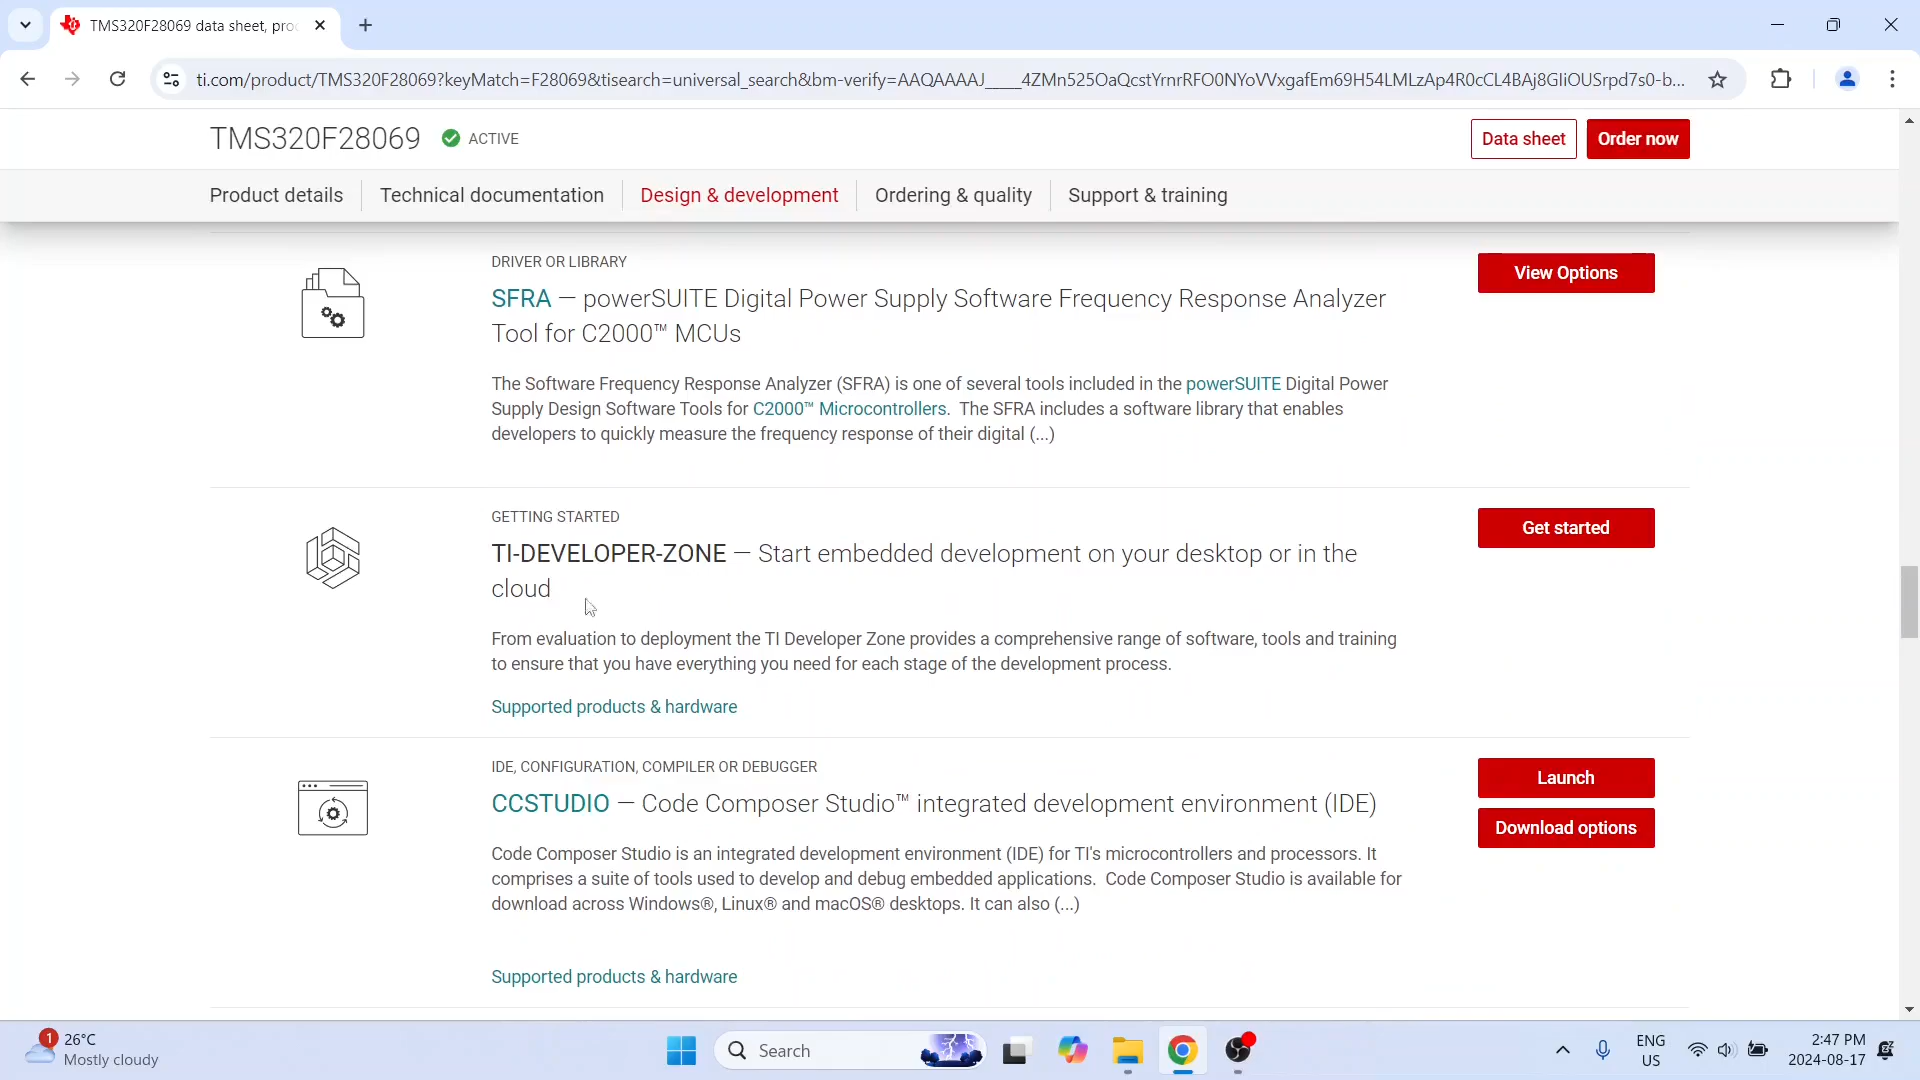 TMS320F28069 data sheet, pro
ti.com/product/TMS320F28069?keyMatch=F28069&tisearch=universal_search&bm-verify=AAQAAAAJ_____4ZMn525OaQcstYrnrRFO0NYoVVxgafEm69H54LMLzAp4R0cCL4BAj8GIiOUSrpd7s0-b...
TMS320F28069
ACTIVE
Data sheet
Order now
Product details
Technical documentation
Design & development
Ordering & quality
Support & training
DRIVER OR LIBRARY
SFRA — powerSUITE Digital Power Supply Software Frequency Response Analyzer
Tool for C2000™ MCUs
View Options
The Software Frequency Response Analyzer (SFRA) is one of several tools included in the powerSUITE Digital Power
Supply Design Software Tools for C2000™ Microcontrollers. The SFRA includes a software library that enables
developers to quickly measure the frequency response of their digital (...)
GETTING STARTED
TI-DEVELOPER-ZONE — Start embedded development on your desktop or in the
cloud
Get started
From evaluation to deployment the TI Developer Zone provides a comprehensive range of software, tools and training
to ensure that you have everything you need for each stage of the development process.
Supported products & hardware
IDE, CONFIGURATION, COMPILER OR DEBUGGER
CCSTUDIO — Code Composer Studio™ integrated development environment (IDE)
Launch
Download options
Code Composer Studio is an integrated development environment (IDE) for TI's microcontrollers and processors. It
comprises a suite of tools used to develop and debug embedded applications. Code Composer Studio is available for
download across Windows®, Linux® and macOS® desktops. It can also (...)
Supported products & hardware
1
26°C
Mostly cloudy
Search
ENG
US
2:47 PM
2024-08-17